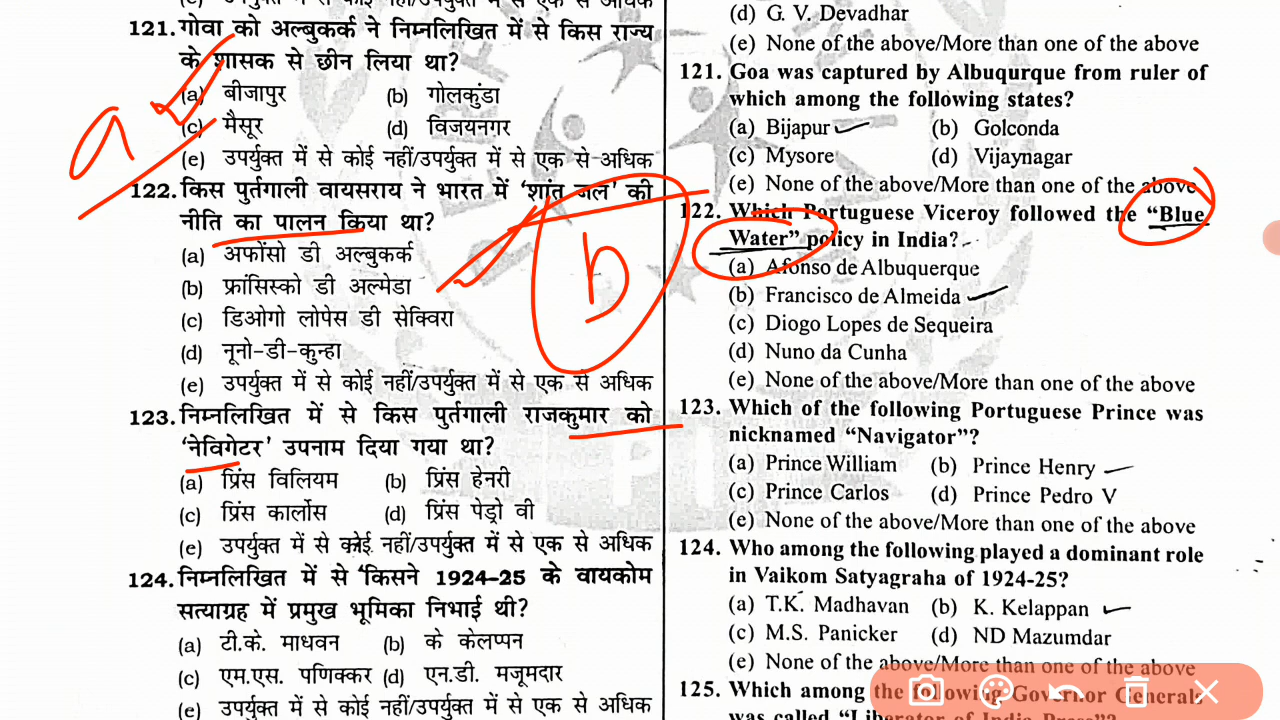 121. गोवा को अल्बुकर्क ने निम्नलिखित में से किस राज्य
के शासक से छीन लिया था?
(a) बीजापुर (b) गोलकुंडा
(c) मैसूर (d) विजयनगर
(e) उपर्युक्त में से कोई नहीं/उपर्युक्त में से एक से अधिक
122. किस पुर्तगाली वायसराय ने भारत में ‘शांत जल’ की
नीति का पालन किया था?
(a) अफोंसो डी अल्बुकर्क
(b) फ्रांसिस्को डी अल्मेडा
(c) डिओगो लोपेस डी सेक्विरा
(d) नूनो-डी-कुन्हा
(e) उपर्युक्त में से कोई नहीं/उपर्युक्त में से एक से अधिक
123. निम्नलिखित में से किस पुर्तगाली राजकुमार को
‘नेविगेटर’ उपनाम दिया गया था?
(a) प्रिंस विलियम (b) प्रिंस हेनरी
(c) प्रिंस कार्लोस (d) प्रिंस पेद्रो वी
(e) उपर्युक्त में से कोई नहीं/उपर्युक्त में से एक से अधिक
124. निम्नलिखित में से ‘किसने 1924-25 के वायकोम
सत्याग्रह में प्रमुख भूमिका निभाई थी?
(a) टी.के. माधवन (b) के केलप्पन
(c) एम.एस. पणिक्कर (d) एन.डी. मजूमदार
(e) उपर्युक्त में से कोई नहीं/उपर्युक्त में से एक से अधिक
a
b
(d) G. V. Devadhar
(e) None of the above/More than one of the above
121. Goa was captured by Albuqurque from ruler of
which among the following states?
(a) Bijapur (b) Golconda
(c) Mysore (d) Vijaynagar
(e) None of the above/More than one of the above
122. Which Portuguese Viceroy followed the “Blue
Water” policy in India?
(a) Afonso de Albuquerque
(b) Francisco de Almeida
(c) Diogo Lopes de Sequeira
(d) Nuno da Cunha
(e) None of the above/More than one of the above
123. Which of the following Portuguese Prince was
nicknamed “Navigator”?
(a) Prince William (b) Prince Henry
(c) Prince Carlos (d) Prince Pedro V
(e) None of the above/More than one of the above
124. Who among the following played a dominant role
in Vaikom Satyagraha of 1924-25?
(a) T.K. Madhavan (b) K. Kelappan
(c) M.S. Panicker (d) ND Mazumdar
(e) None of the above/More than one of the above
125. Which among the following Governor Generals
was called “Liberator of India Press”?